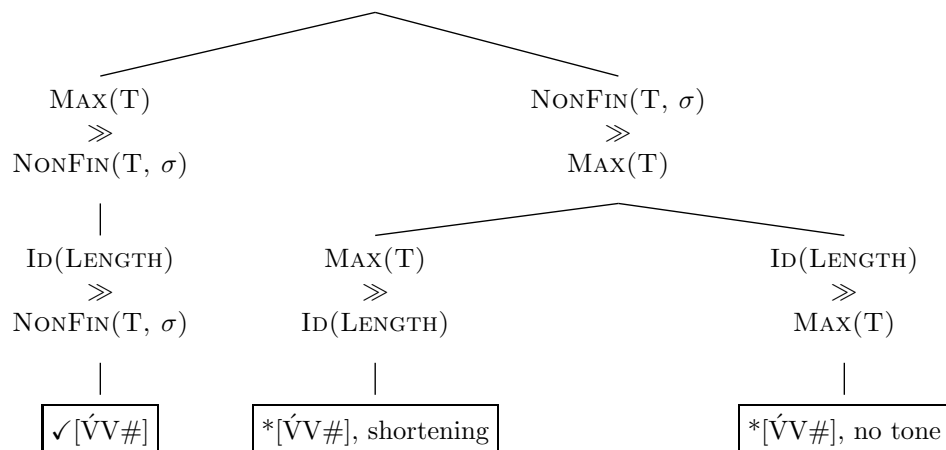 MAX(T) NONFIN(T, σ)
≫ ≫
NONFIN(T, σ) MAX(T)
ID(LENGTH) MAX(T) ID(LENGTH)
≫ ≫ ≫
NONFIN(T, σ) ID(LENGTH) MAX(T)
✓[V́V#] *[V́V#], shortening *[V́V#], no tone